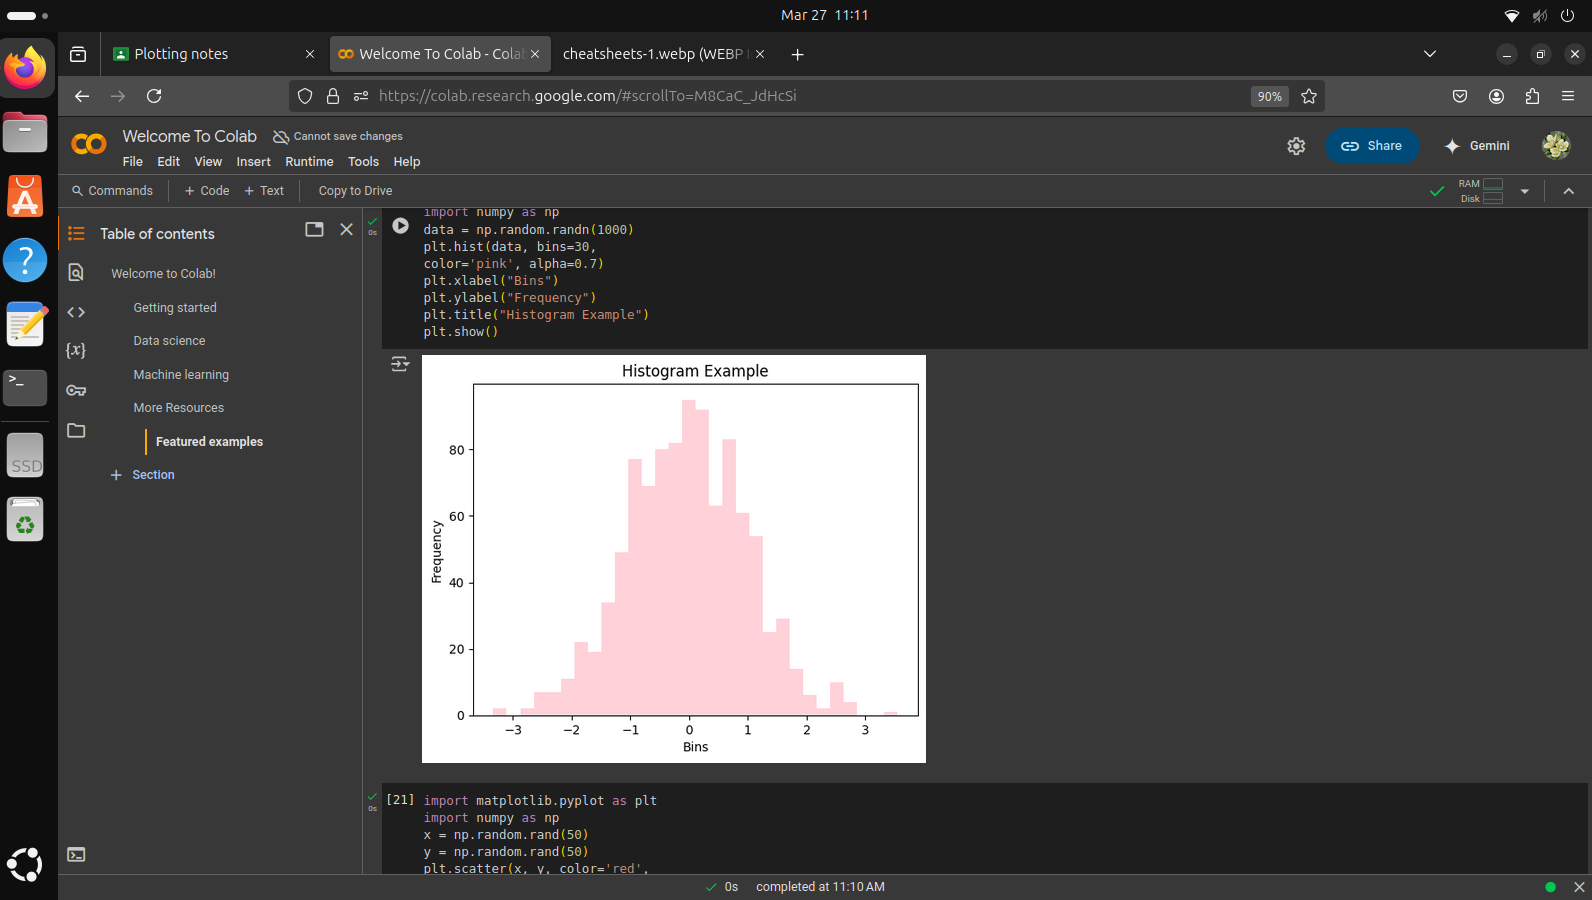 Mar 27 11:11
Plotting notes
Welcome To Colab - Cola
cheatsheets-1.webp (WEBP
https://colab.research.google.com/#scrollTo=M8CaC_JdHcSi
90%
Welcome To Colab
Cannot save changes
File Edit View Insert Runtime Tools Help
Share
Gemini
Commands
+ Code
+ Text
Copy to Drive
RAM
Disk
Table of contents
Welcome to Colab!
Getting started
Data science
Machine learning
More Resources
Featured examples
+ Section
SSD
0s
import numpy as np
data = np.random.randn(1000)
plt.hist(data, bins=30,
color='pink', alpha=0.7)
plt.xlabel("Bins")
plt.ylabel("Frequency")
plt.title("Histogram Example")
plt.show()
Histogram Example
Frequency
80
60
40
20
0
−3 −2 −1 0 1 2 3
Bins
0s
[21] import matplotlib.pyplot as plt
import numpy as np
x = np.random.rand(50)
y = np.random.rand(50)
plt.scatter(x, y, color='red',
0s completed at 11:10 AM